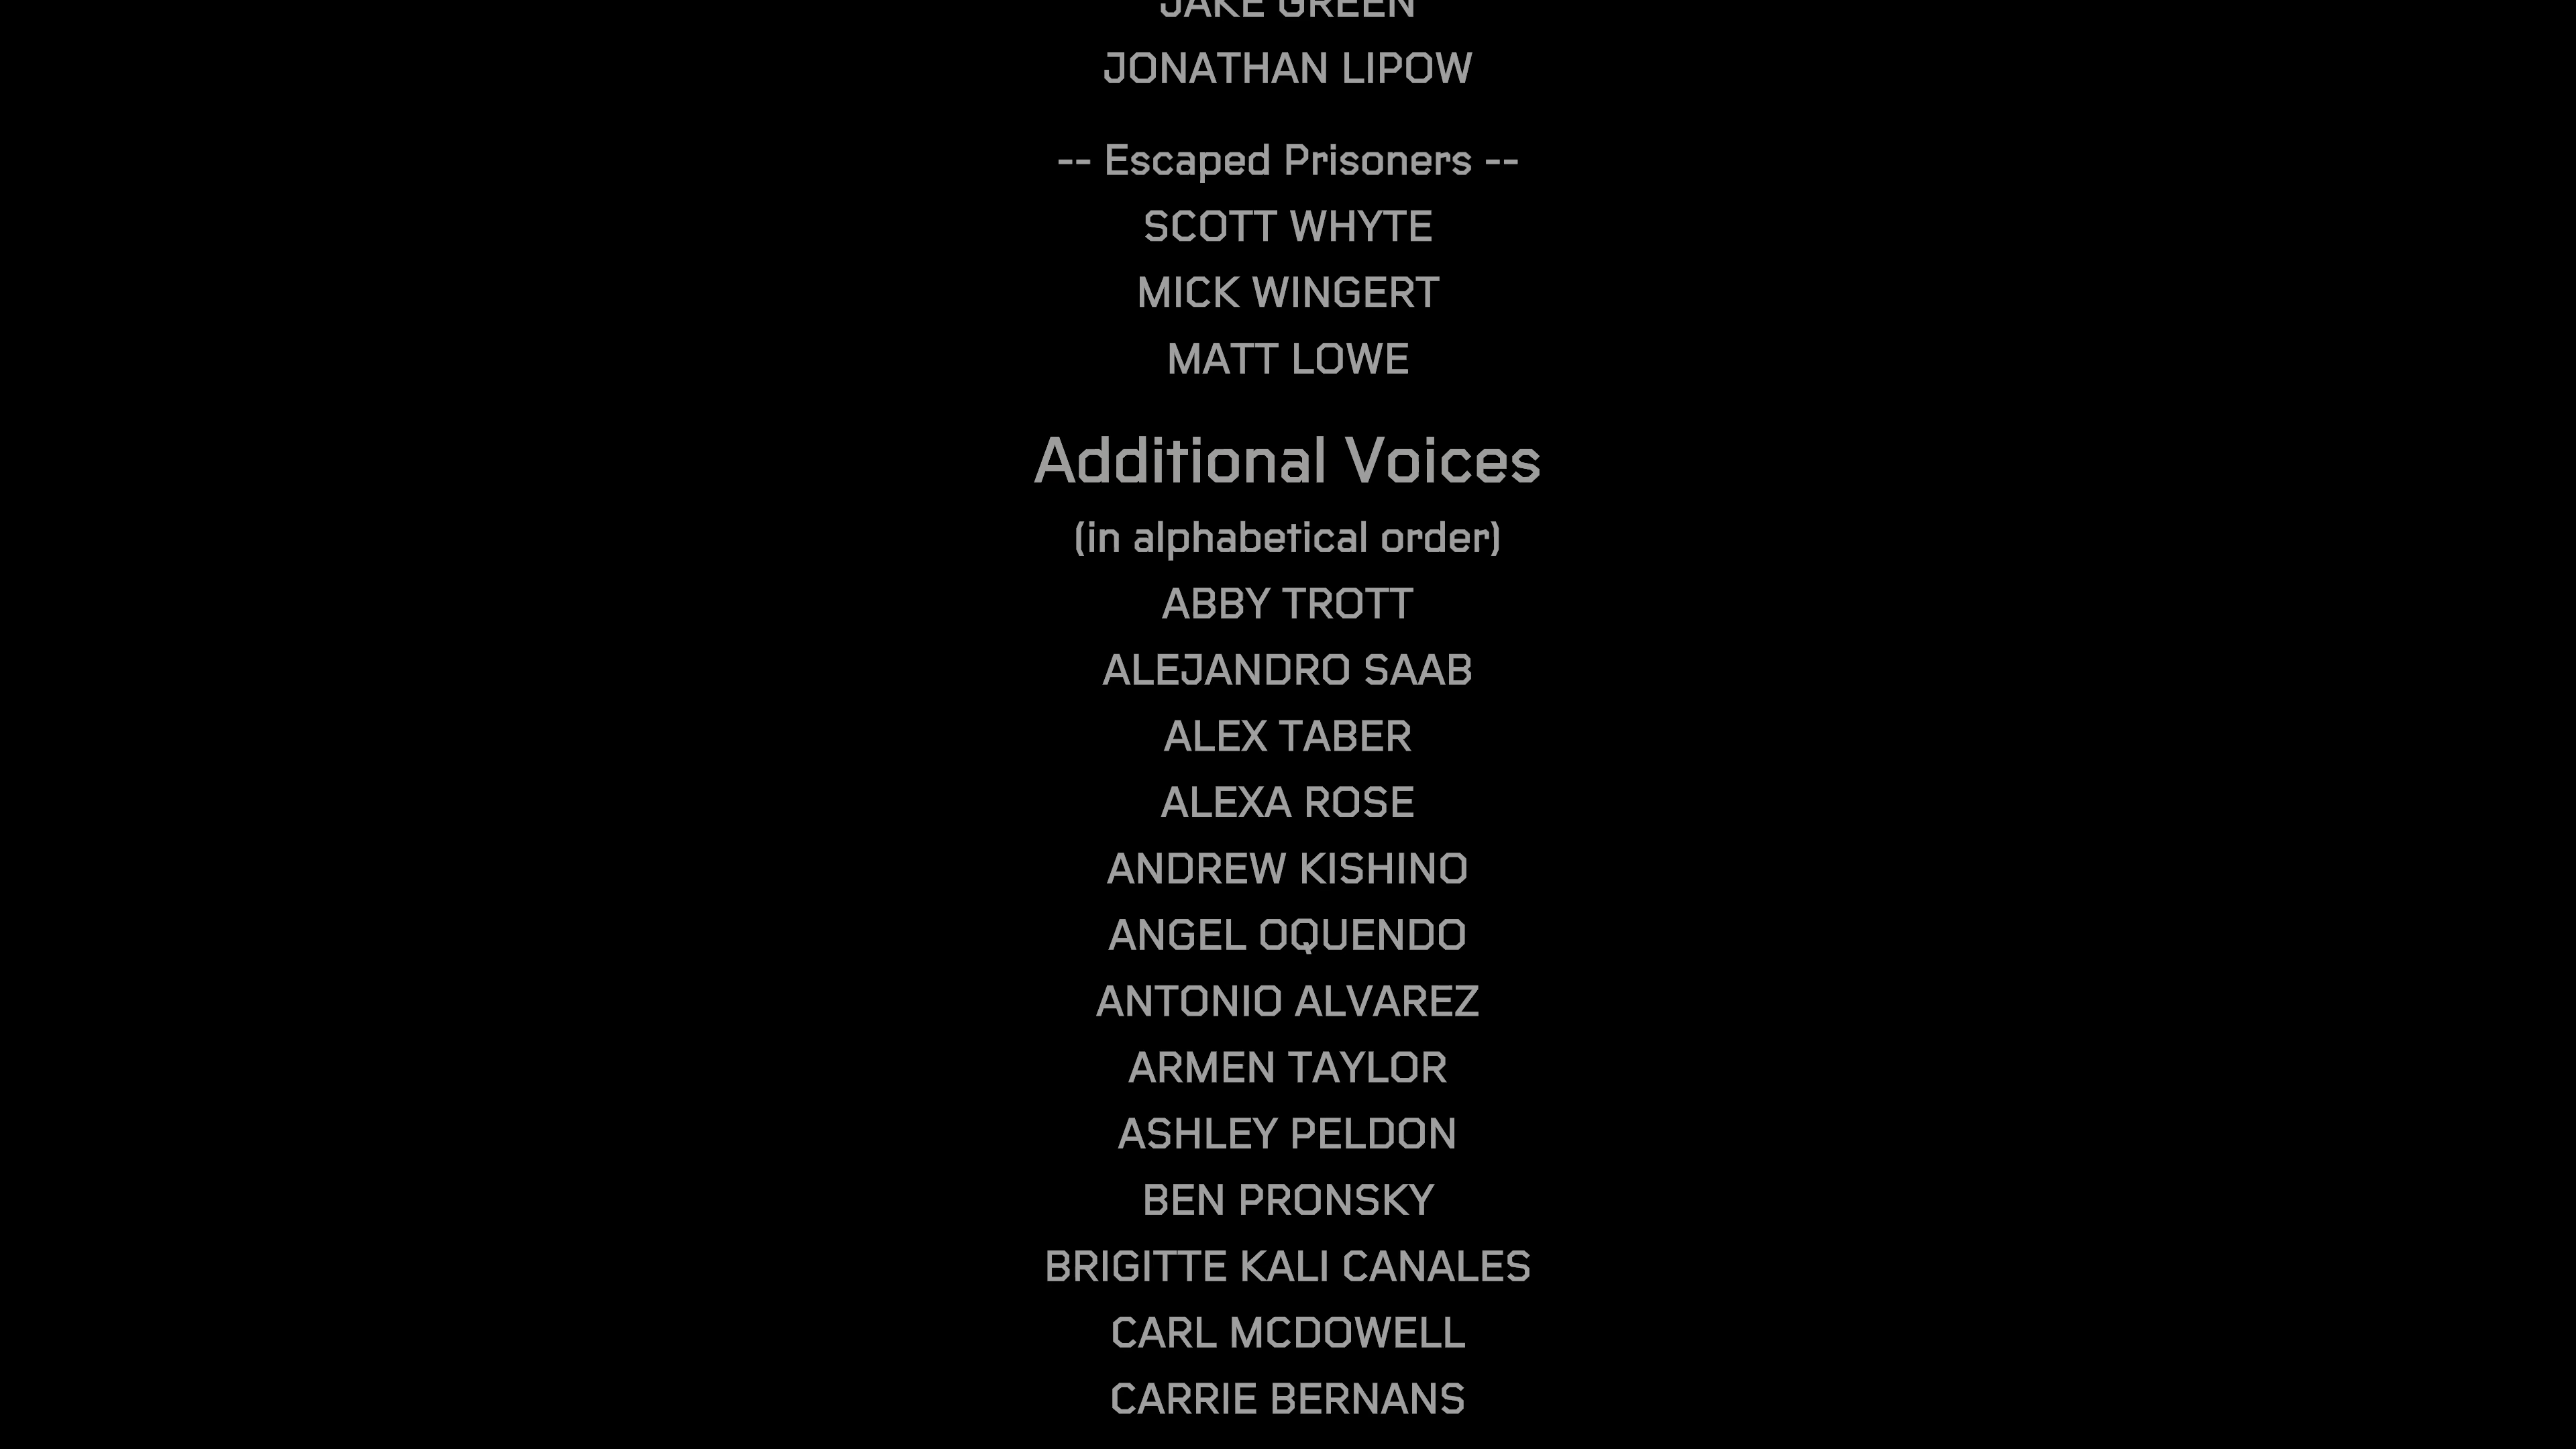 JAKE GREEN
JONATHAN LIPOW
-- Escaped Prisoners --
SCOTT WHYTE
MICK WINGERT
MATT LOWE
Additional Voices
(in alphabetical order)
ABBY TROTT
ALEJANDRO SAAB
ALEX TABER
ALEXA ROSE
ANDREW KISHINO
ANGEL OQUENDO
ANTONIO ALVAREZ
ARMEN TAYLOR
ASHLEY PELDON
BEN PRONSKY
BRIGITTE KALI CANALES
CARL MCDOWELL
CARRIE BERNANS